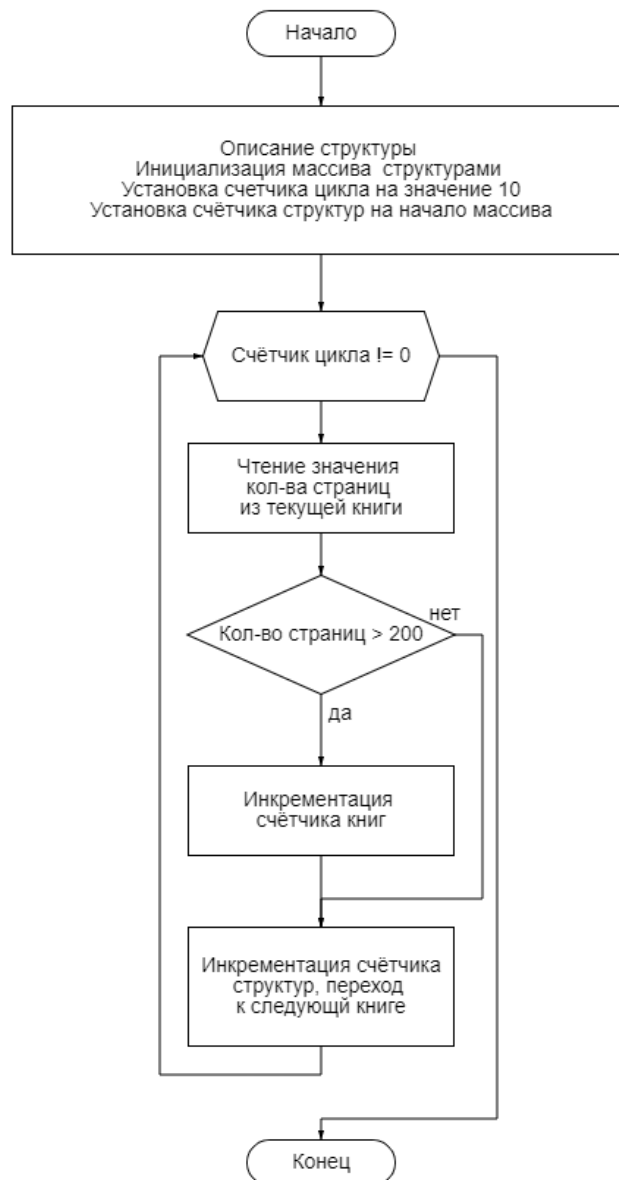 Начало
Описание структуры
Инициализация массива структурами
Установка счетчика цикла на значение 10
Установка счётчика структур на начало массива
Счётчик цикла != 0
Чтение значения
кол-ва страниц
из текущей книги
нет
Кол-во страниц > 200
да
Инкрементация
счётчика книг
Инкрементация счётчика
структур, переход
к следующй книге
Конец